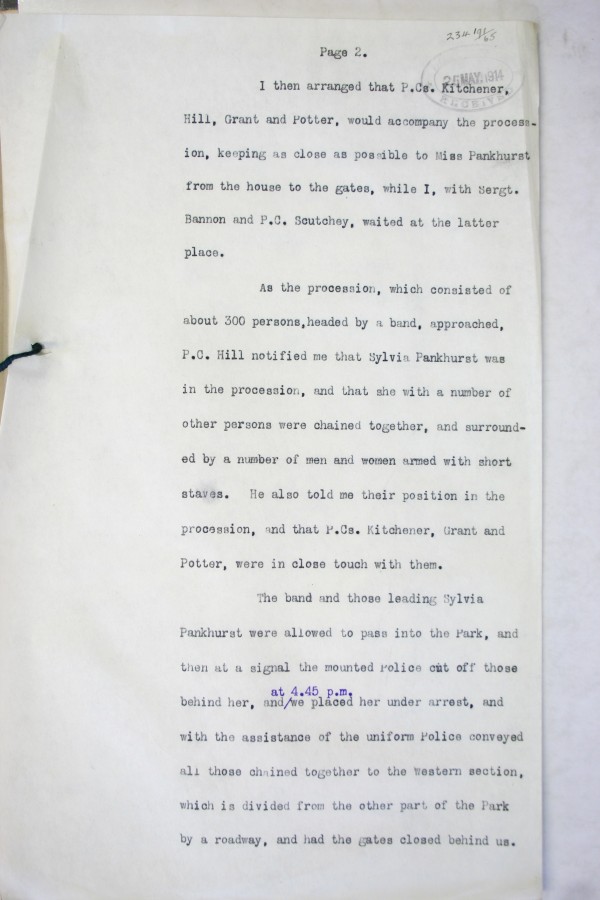 234.191/65
Page 2.
25 MAY. 1914
RECEIVED
I then arranged that P.Cs. Kitchener,
Hill, Grant and Potter, would accompany the process-
ion, keeping as close as possible to Miss Pankhurst
from the house to the gates, while I, with Sergt.
Bannon and P.C. Scutchey, waited at the latter
place.
As the procession, which consisted of
about 300 persons,headed by a band, approached,
P.C. Hill notified me that Sylvia Pankhurst was
in the procession, and that she with a number of
other persons were chained together, and surround-
ed by a number of men and women armed with short
staves. He also told me their position in the
procession, and that P.Cs. Kitchener, Grant and
Potter, were in close touch with them.
The band and those leading Sylvia
Pankhurst were allowed to pass into the Park, and
then at a signal the mounted Police cut off those
at 4.45 p.m.
behind her, and/we placed her under arrest, and
with the assistance of the uniform Police conveyed
all those chained together to the Western section,
which is divided from the other part of the Park
by a roadway, and had the gates closed behind us.